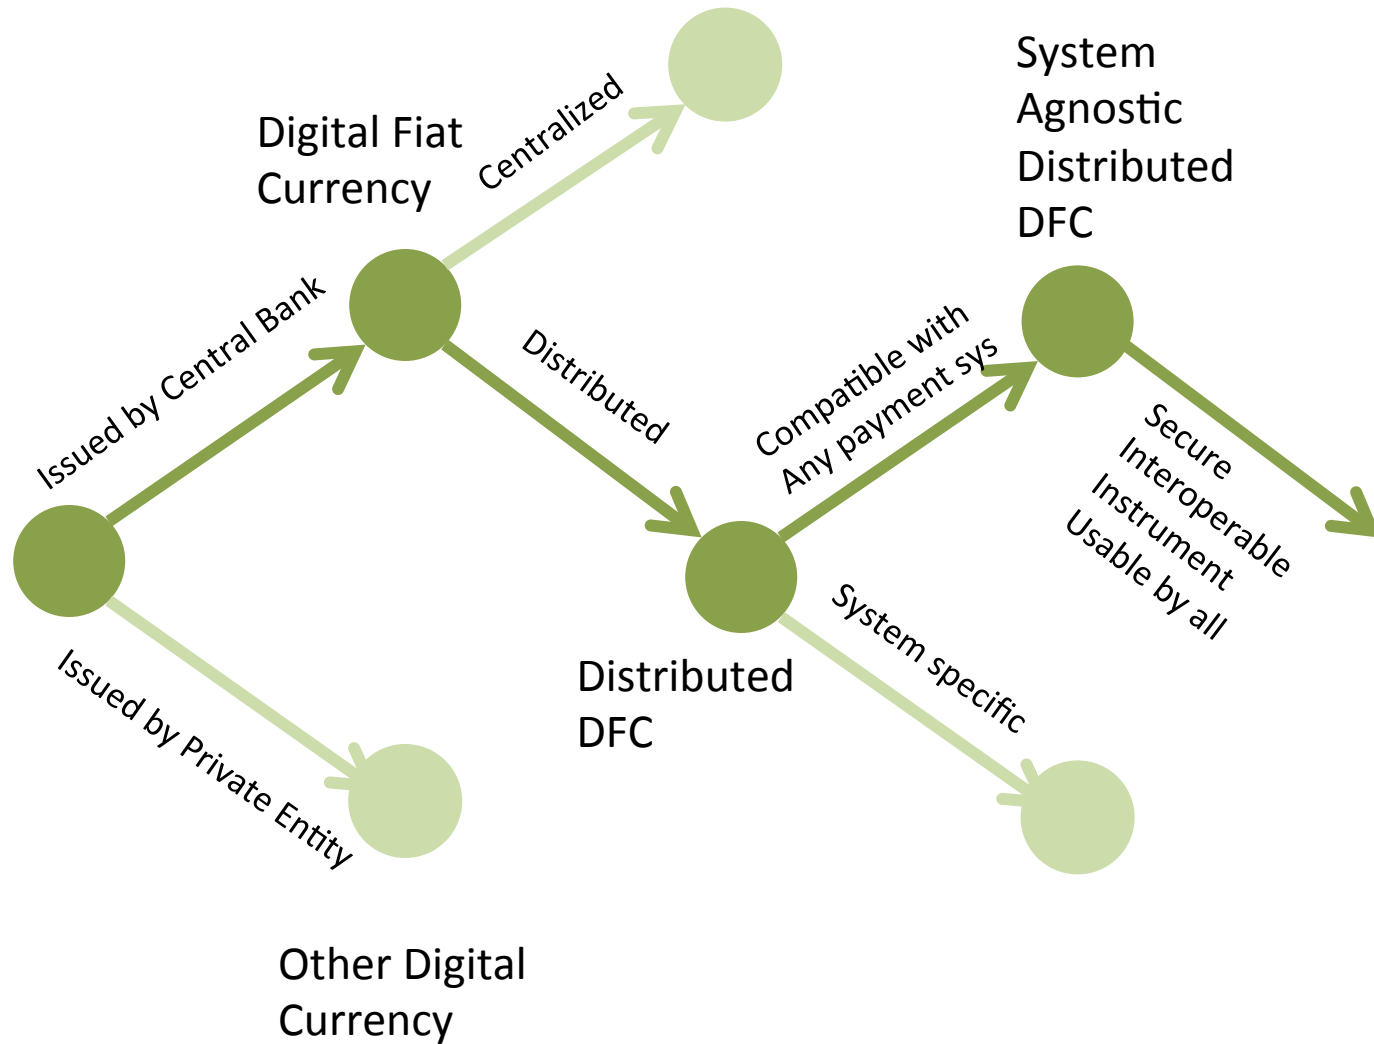 Digital Fiat
Currency
Centralized
System
Agnostic
Distributed
DFC
Issued by Central Bank
Distributed
Compatible with
Any payment sys
Secure
Interoperable
Instrument
Usable by all
Issued by Private Entity
Distributed
DFC
System specific
Other Digital
Currency